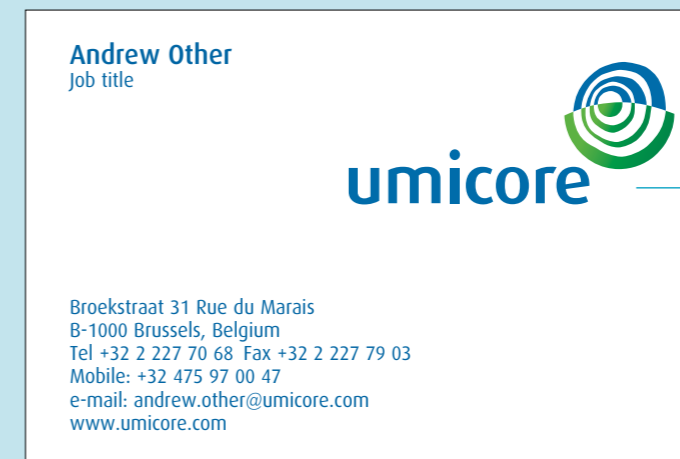 Andrew Other
Job title
umicore
Broekstraat 31 Rue du Marais
B-1000 Brussels, Belgium
Tel +32 2 227 70 68 Fax +32 2 227 79 03
Mobile: +32 475 97 00 47
e-mail: andrew.other@umicore.com
www.umicore.com